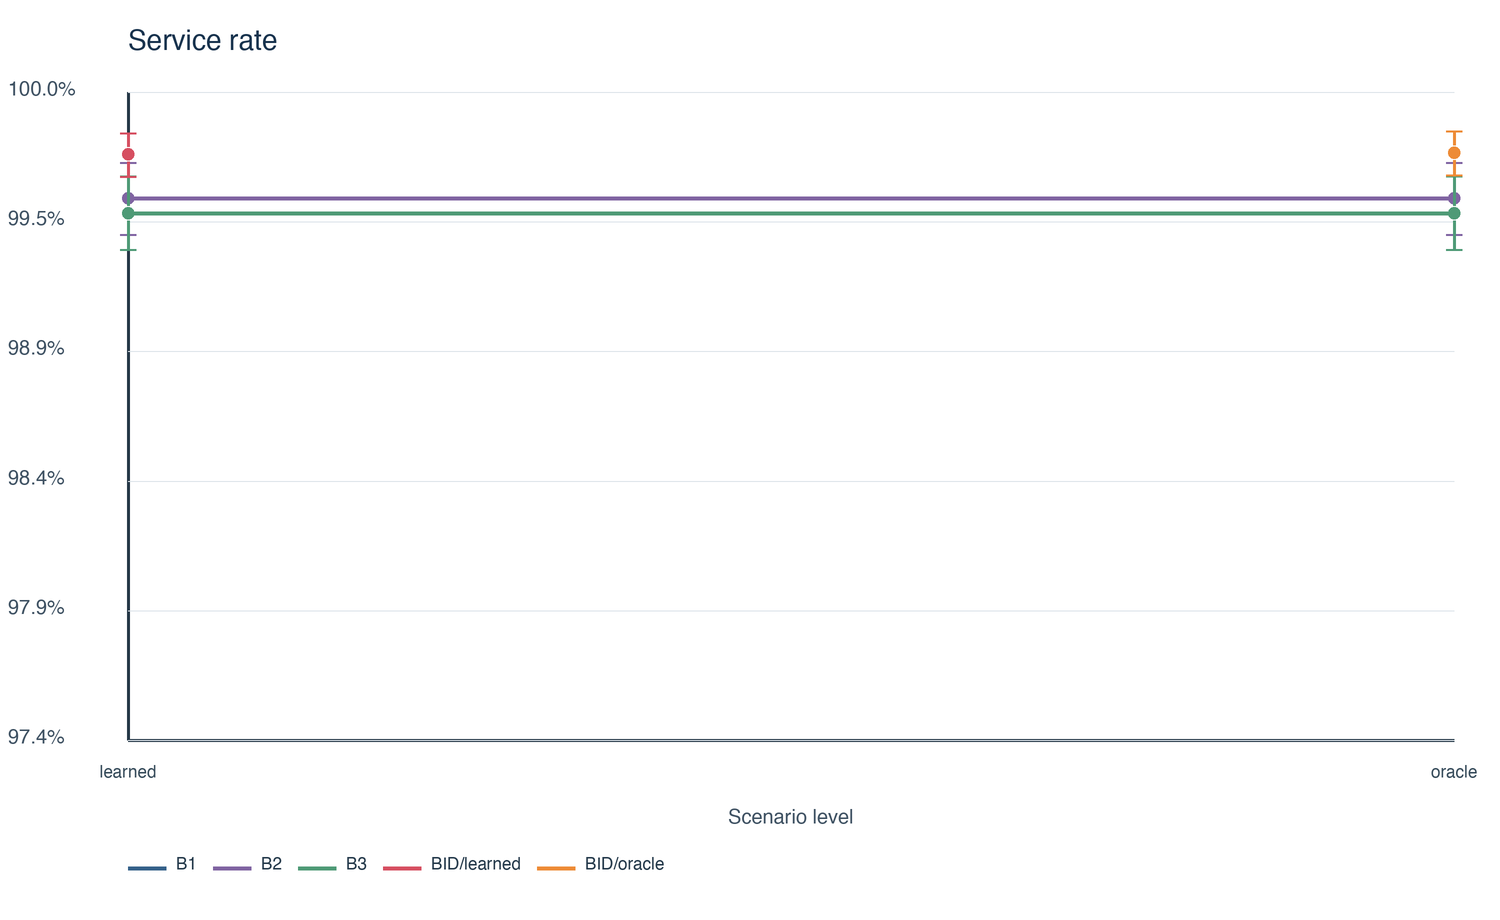 Service rate
100.0%
99.5%
98.9%
98.4%
97.9%
97.4%
learned oracle
Scenario level
B1 B2 B3 BID/learned BID/oracle